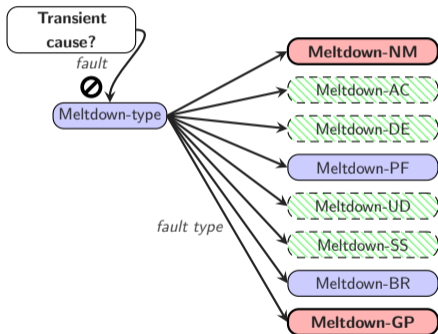 Transient
cause?
fault
Meltdown-type
fault type
Meltdown-NM
Meltdown-AC
Meltdown-DE
Meltdown-PF
Meltdown-UD
Meltdown-SS
Meltdown-BR
Meltdown-GP